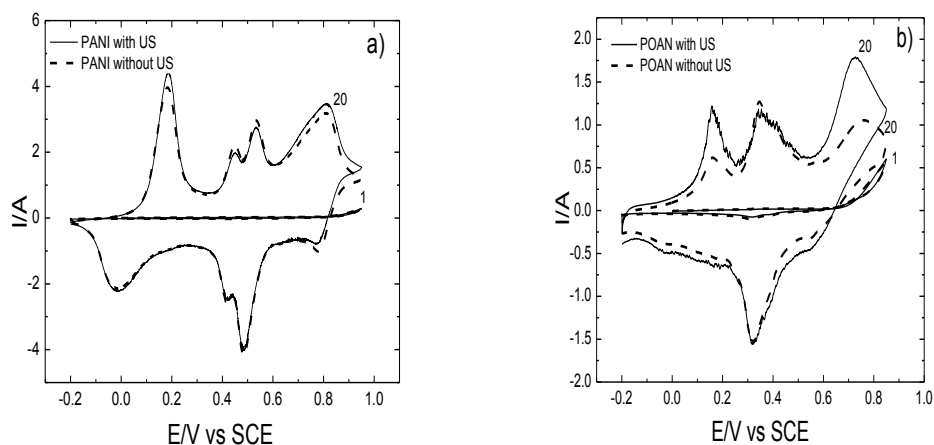 a)
PANI with US
PANI without US
I/A
6
4
2
0
-2
-4
20
1
-0.2 0.0 0.2 0.4 0.6 0.8 1.0
E/V vs SCE
b)
POAN with US
POAN without US
I/A
2.0
1.5
1.0
0.5
0.0
-0.5
-1.0
-1.5
-2.0
20
20
1
-0.2 0.0 0.2 0.4 0.6 0.8 1.0
E/V vs SCE